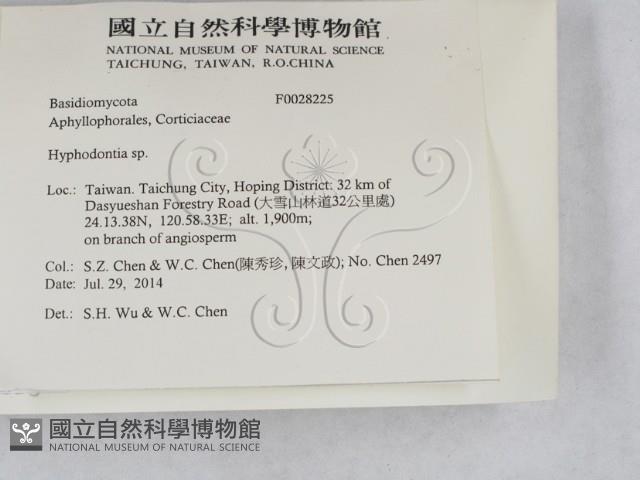 國立自然科學博物館
NATIONAL MUSEUM OF NATURAL SCIENCE
TAICHUNG, TAIWAN, R.O.CHINA
Basidiomycota F0028225
Aphyllophorales, Corticiaceae
Hyphodontia sp.
Loc.: Taiwan. Taichung City, Hoping District: 32 km of
Dasyueshan Forestry Road (大雪山林道32公里處)
24.13.38N, 120.58.33E; alt. 1,900m;
on branch of angiosperm
Col.: S.Z. Chen & W.C. Chen(陳秀珍, 陳文政); No. Chen 2497
Date: Jul. 29, 2014
Det.: S.H. Wu & W.C. Chen
國立自然科學博物館
NATIONAL MUSEUM OF NATURAL SCIENCE